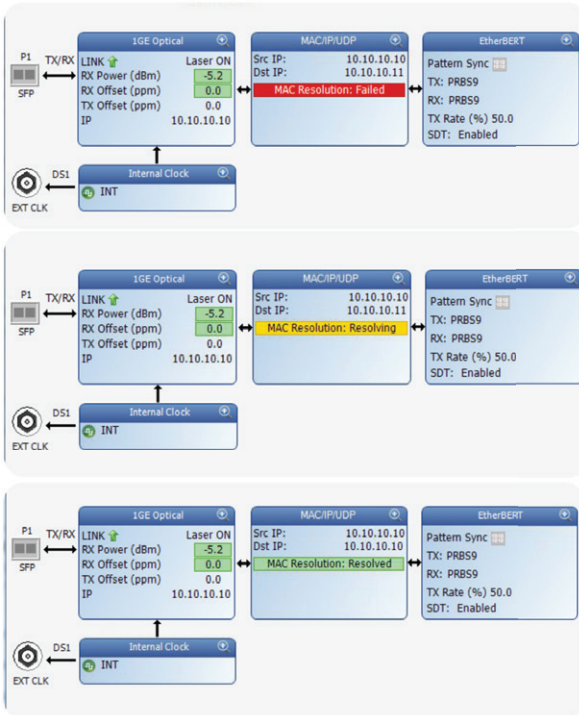 1GE Optical
MAC/IP/UDP
EtherBERT
P1 TX/RX
SFP
LINK Laser ON
RX Power (dBm) -5.2
RX Offset (ppm) 0.0
TX Offset (ppm) 0.0
IP 10.10.10.10
Src IP: 10.10.10.10
Dst IP: 10.10.10.11
MAC Resolution: Failed
Pattern Sync
TX: PRBS9
RX: PRBS9
TX Rate (%) 50.0
SDT: Enabled
DS1
EXT CLK
Internal Clock
INT
1GE Optical
MAC/IP/UDP
EtherBERT
P1 TX/RX
SFP
LINK Laser ON
RX Power (dBm) -5.2
RX Offset (ppm) 0.0
TX Offset (ppm) 0.0
IP 10.10.10.10
Src IP: 10.10.10.10
Dst IP: 10.10.10.11
MAC Resolution: Resolving
Pattern Sync
TX: PRBS9
RX: PRBS9
TX Rate (%) 50.0
SDT: Enabled
DS1
EXT CLK
Internal Clock
INT
1GE Optical
MAC/IP/UDP
EtherBERT
P1 TX/RX
SFP
LINK Laser ON
RX Power (dBm) -5.2
RX Offset (ppm) 0.0
TX Offset (ppm) 0.0
IP 10.10.10.10
Src IP: 10.10.10.10
Dst IP: 10.10.10.10
MAC Resolution: Resolved
Pattern Sync
TX: PRBS9
RX: PRBS9
TX Rate (%) 50.0
SDT: Enabled
DS1
EXT CLK
Internal Clock
INT